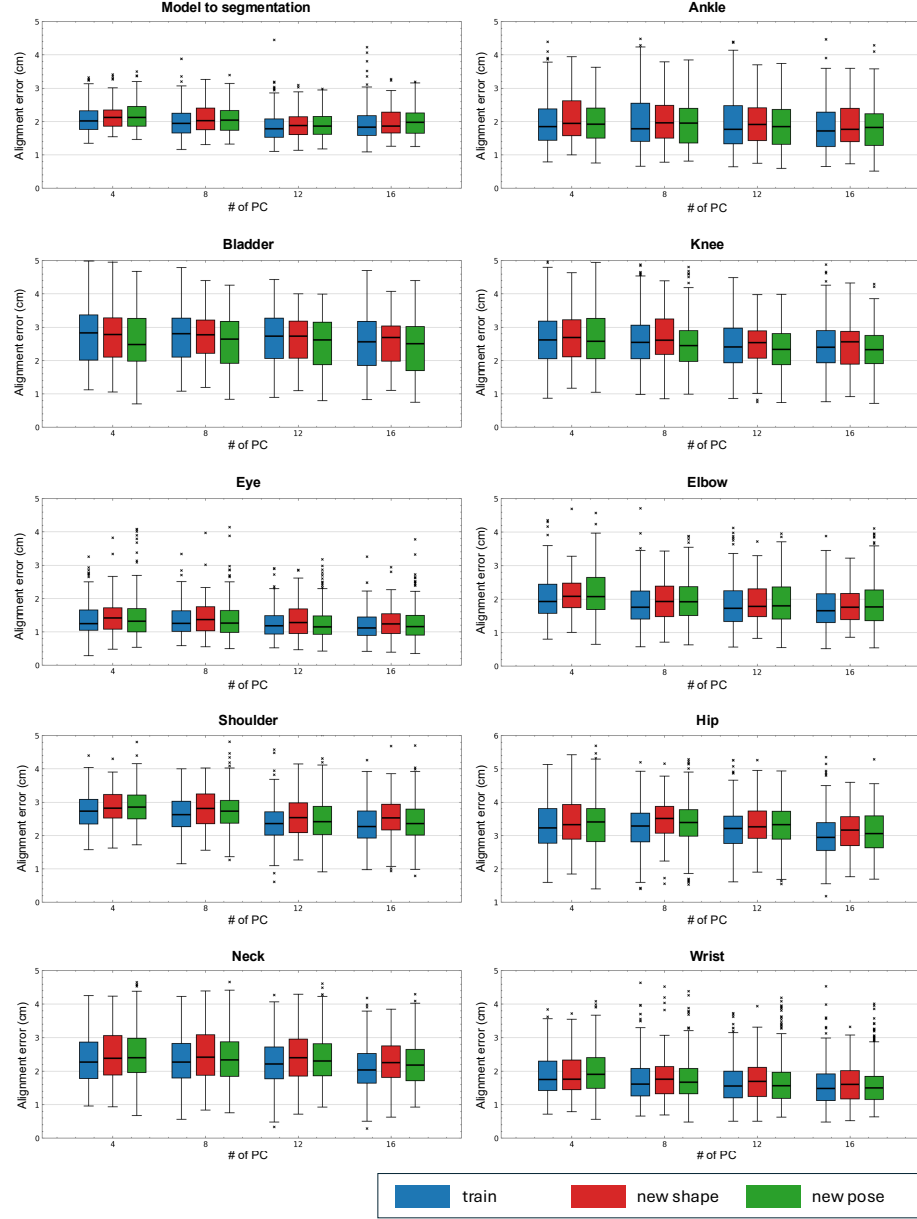 Model to segmentation
Alignment error (cm)
5
4
3
2
1
0
4 8 12 16
# of PC
Ankle
Alignment error (cm)
5
4
3
2
1
0
4 8 12 16
# of PC
Bladder
Alignment error (cm)
5
4
3
2
1
0
4 8 12 16
# of PC
Knee
Alignment error (cm)
5
4
3
2
1
0
4 8 12 16
# of PC
Eye
Alignment error (cm)
5
4
3
2
1
0
4 8 12 16
# of PC
Elbow
Alignment error (cm)
5
4
3
2
1
0
4 8 12 16
# of PC
Shoulder
Alignment error (cm)
5
4
3
2
1
0
4 8 12 16
# of PC
Hip
Alignment error (cm)
6
5
4
3
2
1
4 8 12 16
# of PC
Neck
Alignment error (cm)
5
4
3
2
1
0
4 8 12 16
# of PC
Wrist
Alignment error (cm)
5
4
3
2
1
0
4 8 12 16
# of PC
train new shape new pose